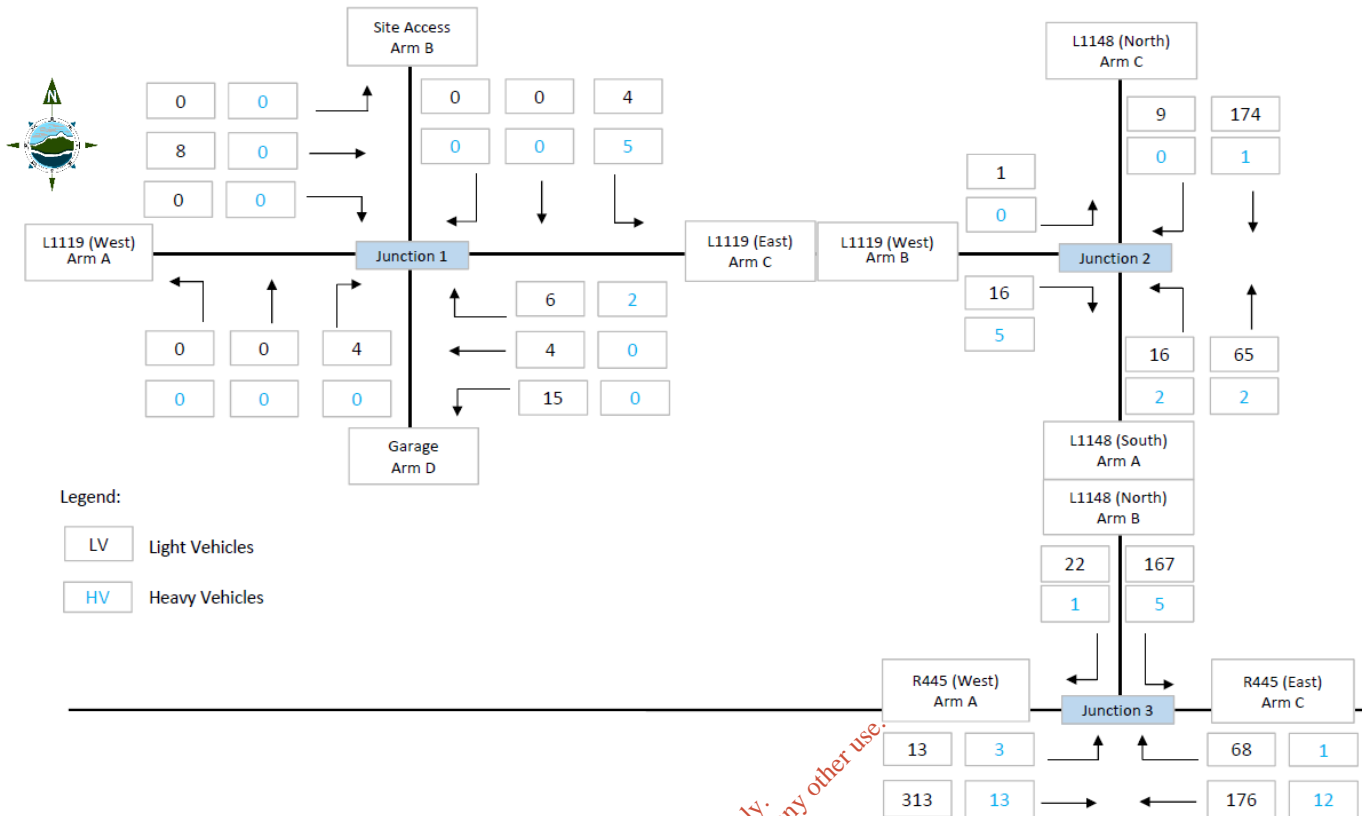 Site Access
Arm B
L1148 (North)
Arm C
N
0 0
8 0
0 0
0 0 4
0 0 5
9 174
0 1
1
0
L1119 (West)
Arm A
Junction 1
L1119 (East)
Arm C
L1119 (West)
Arm B
Junction 2
16
5
6 2
4 0
15 0
0 0 4
0 0 0
16 65
2 2
Garage
Arm D
L1148 (South)
Arm A
L1148 (North)
Arm B
Legend:
LV Light Vehicles
HV Heavy Vehicles
22 167
1 5
R445 (West)
Arm A
Junction 3
R445 (East)
Arm C
13 3
313 13
68 1
176 12
ny other use.
ly.